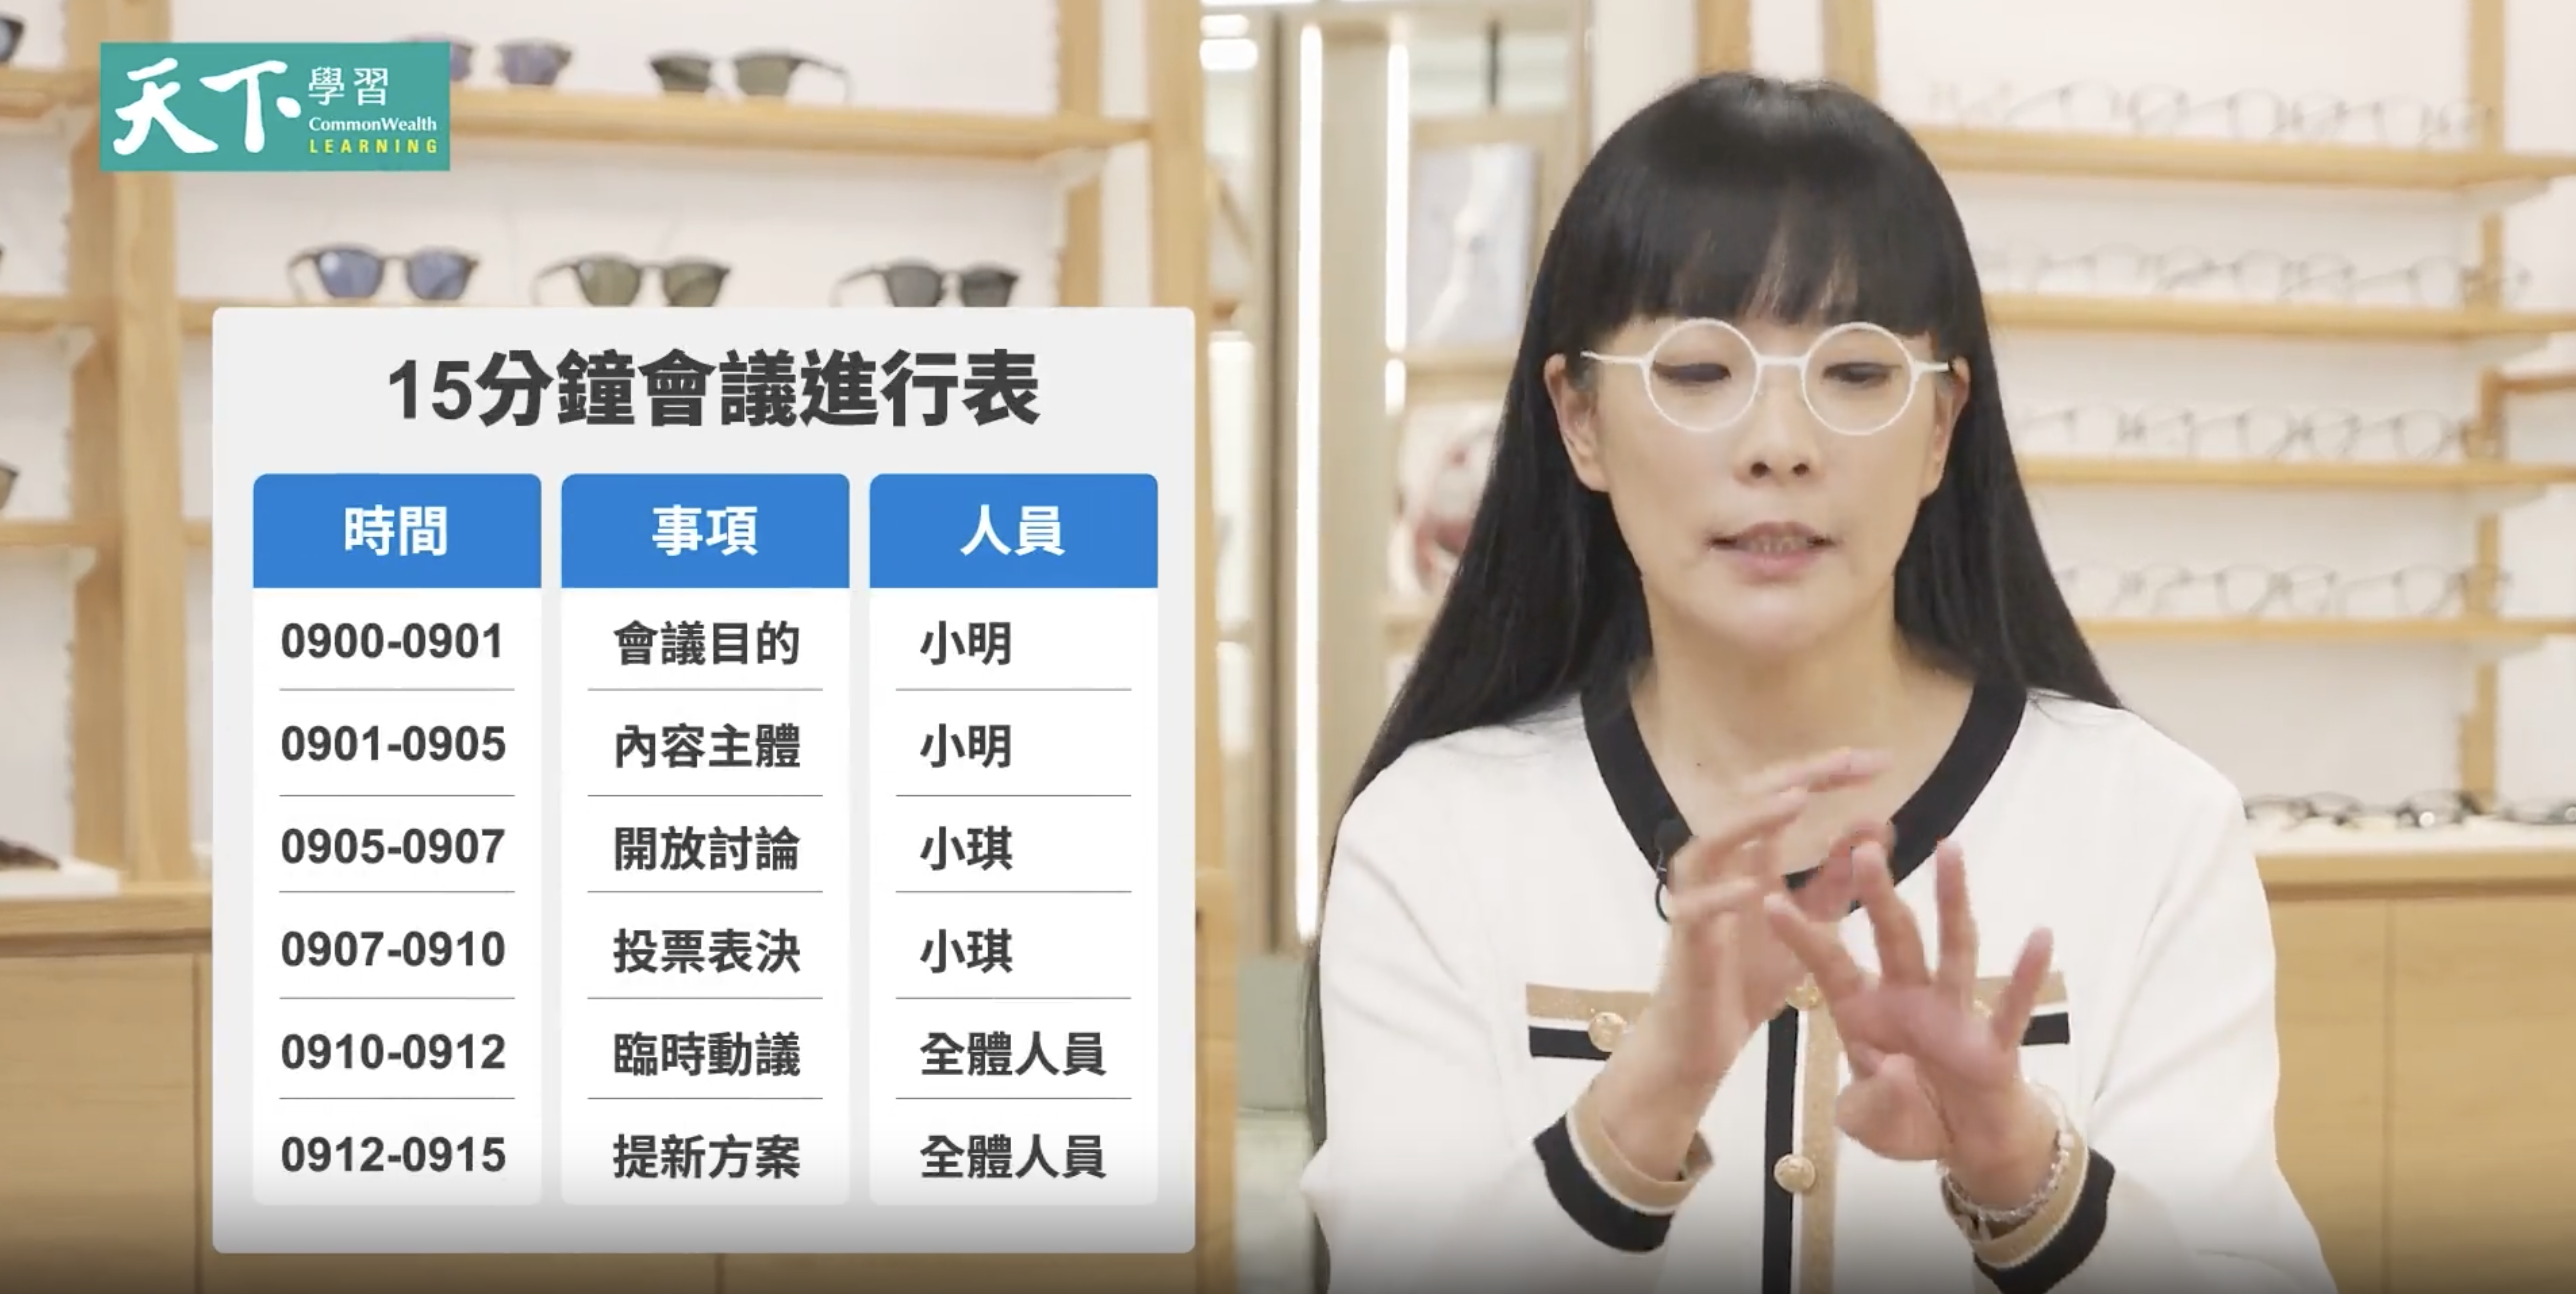 天下學習
CommonWealth
LEARNING
15分鐘會議進行表
時間 事項 人員
0900-0901 會議目的 小明
0901-0905 內容主體 小明
0905-0907 開放討論 小琪
0907-0910 投票表決 小琪
0910-0912 臨時動議 全體人員
0912-0915 提新方案 全體人員